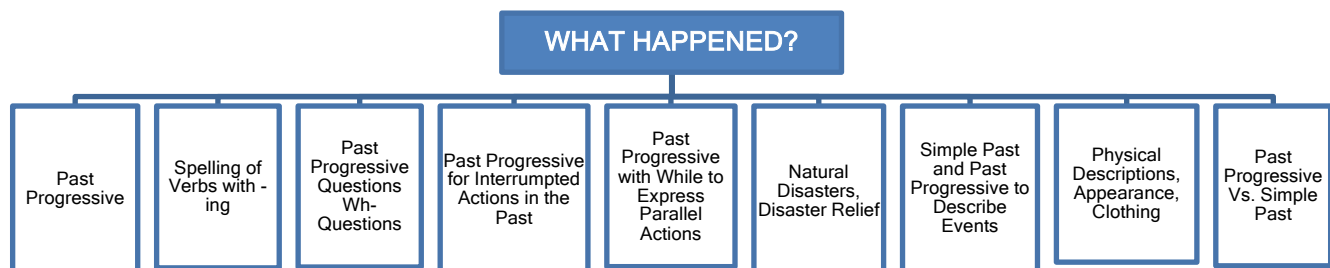 WHAT HAPPENED?
Past
Progressive
Spelling of
Verbs with -
ing
Past
Progressive
Questions
Wh-
Questions
Past Progressive
for Interrupted
Actions in the
Past
Past
Progressive
with While to
Express
Parallel
Actions
Natural
Disasters,
Disaster Relief
Simple Past
and Past
Progressive to
Describe
Events
Physical
Descriptions,
Appearance,
Clothing
Past
Progressive
Vs. Simple
Past